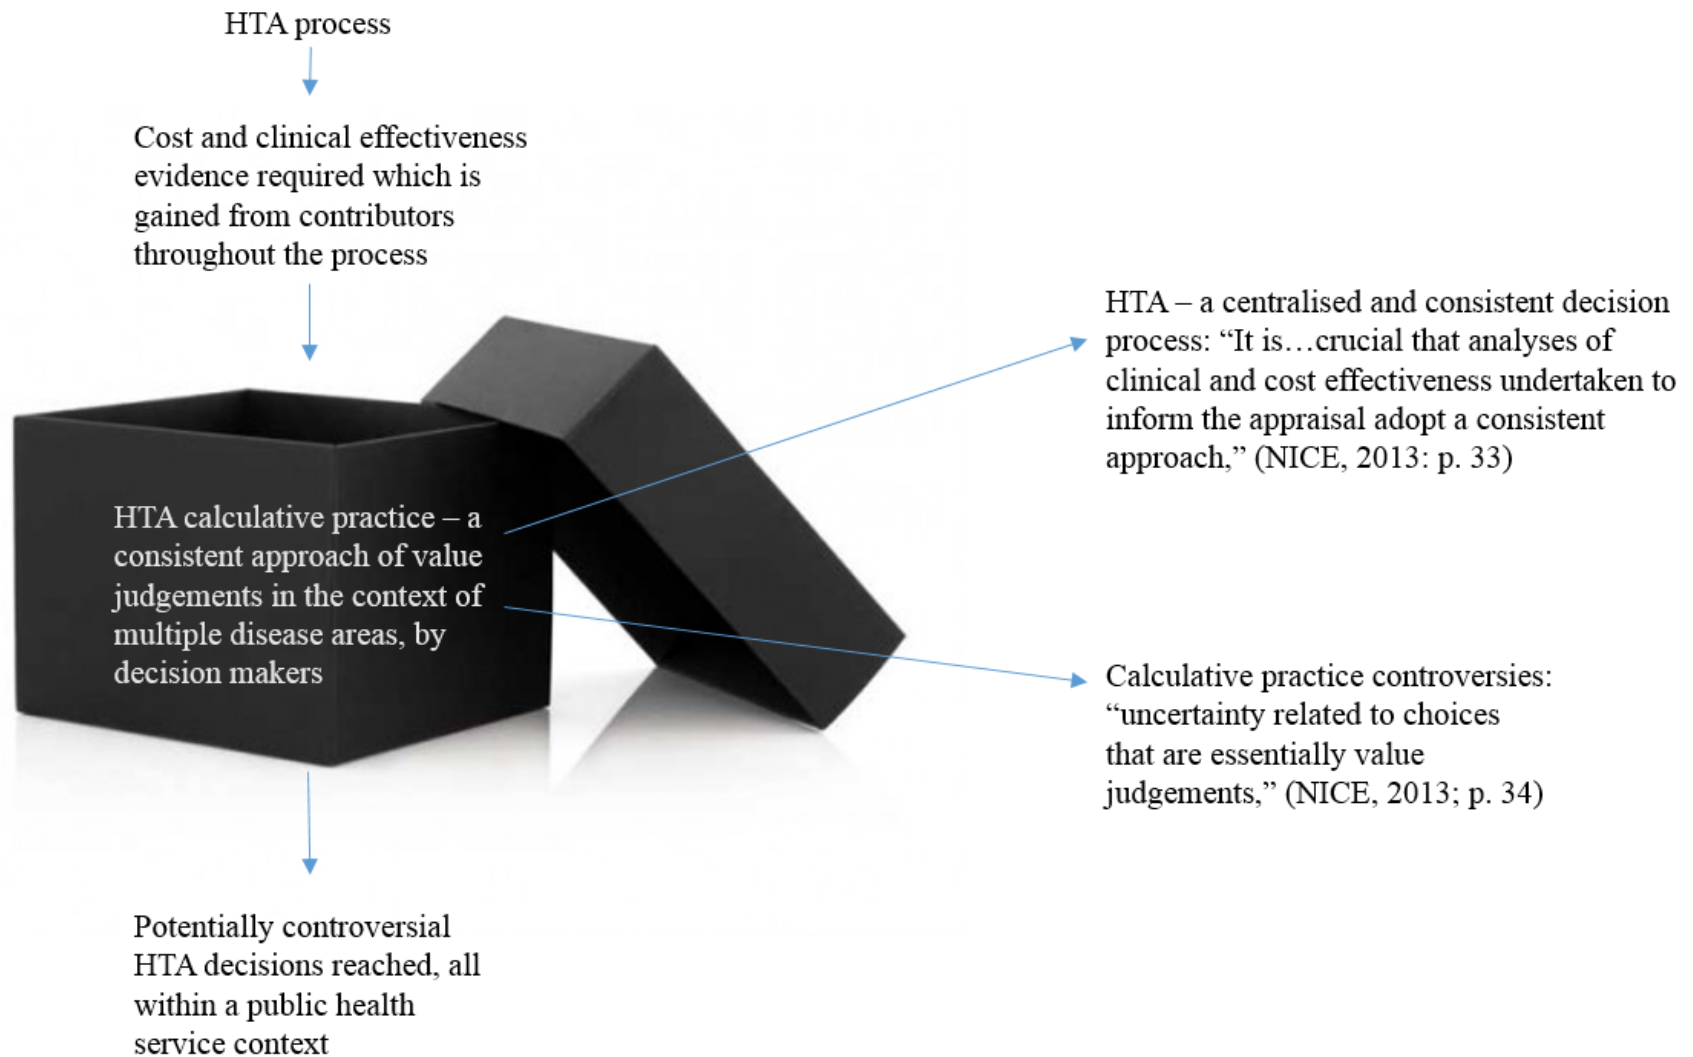 HTA process
Cost and clinical effectiveness
evidence required which is
gained from contributors
throughout the process
HTA calculative practice – a
consistent approach of value
judgements in the context of
multiple disease areas, by
decision makers
HTA – a centralised and consistent decision
process: “It is…crucial that analyses of
clinical and cost effectiveness undertaken to
inform the appraisal adopt a consistent
approach,” (NICE, 2013: p. 33)
Calculative practice controversies:
“uncertainty related to choices
that are essentially value
judgements,” (NICE, 2013; p. 34)
Potentially controversial
HTA decisions reached, all
within a public health
service context